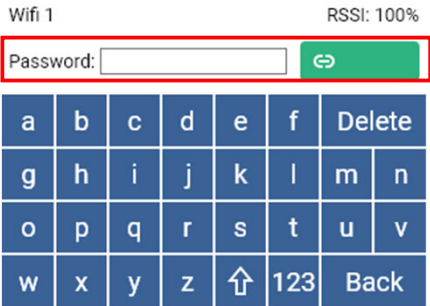 Wifi 1 RSSI: 100%
Password:
a b c d e f Delete
g h i j k l m n
o p q r s t u v
w x y z 123 Back